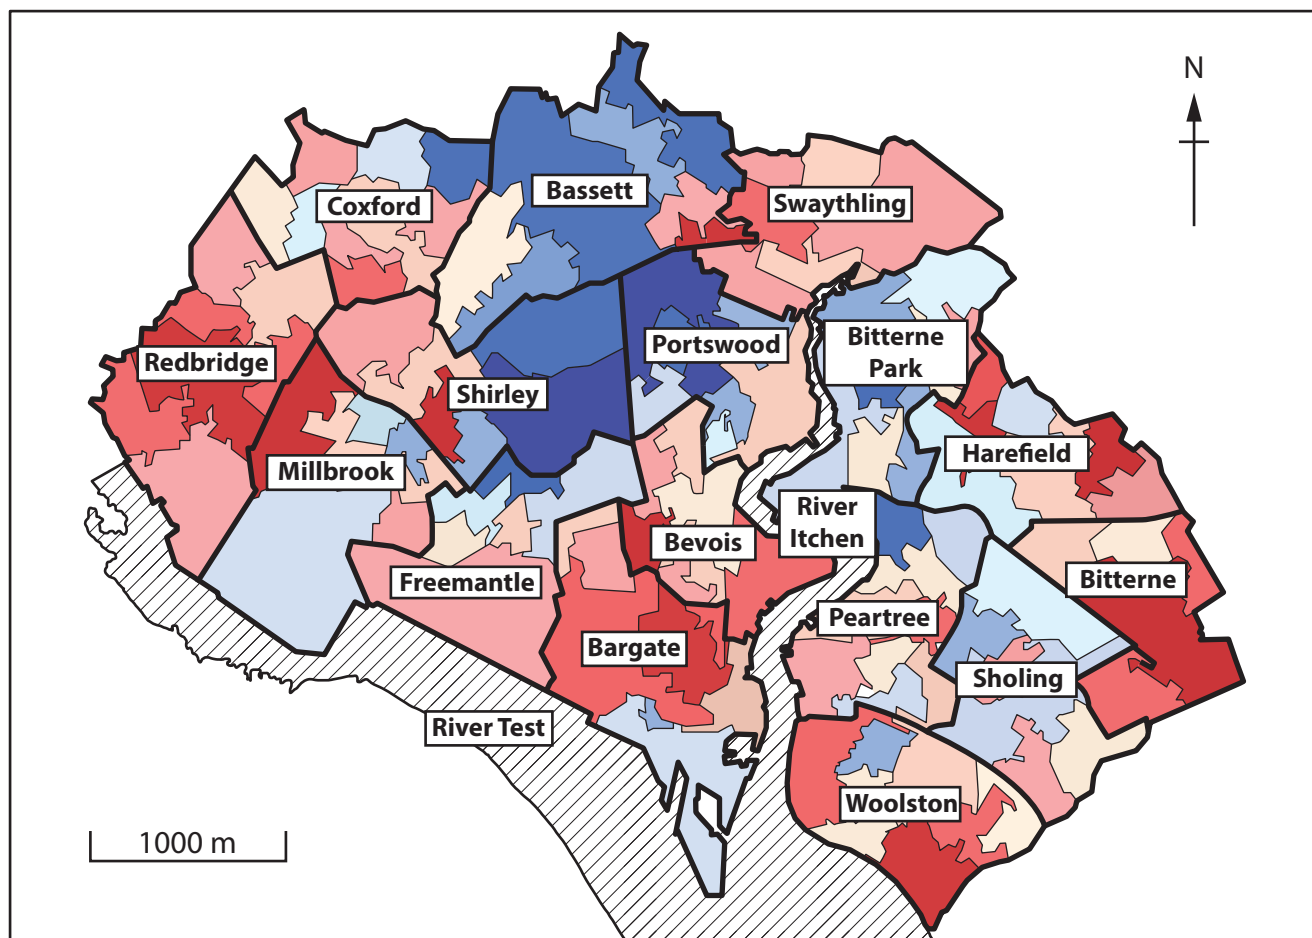 N
Coxford
Bassett
Swaythling
Redbridge
Portswood
Bitterne
Park
Shirley
Millbrook
Harefield
River
Itchen
Bevois
Freemantle
Bitterne
Peartree
Bargate
Sholing
River Test
Woolston
1000 m